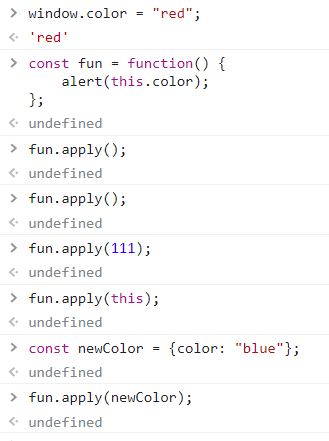 window.color = "red";
'red'
const fun = function() {
    alert(this.color);
};
undefined
fun.apply();
undefined
fun.apply();
undefined
fun.apply(111);
undefined
fun.apply(this);
undefined
const newColor = {color: "blue"};
undefined
fun.apply(newColor);
undefined